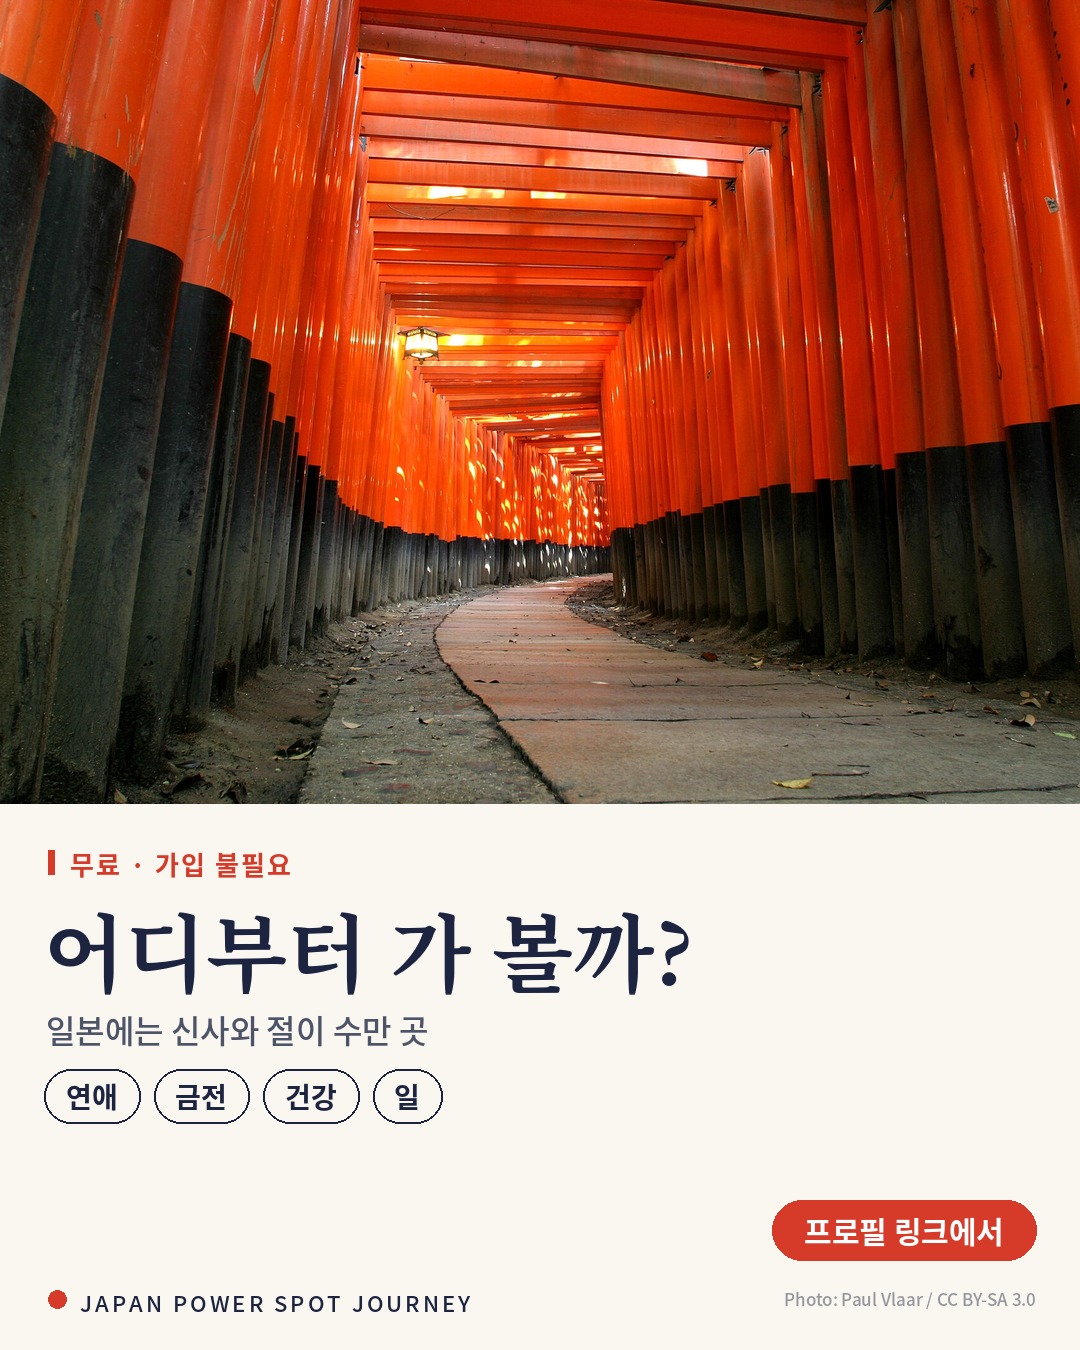 무료 · 가입 불필요
어디부터 가 볼까?
일본에는 신사와 절이 수만 곳
연애 금전 건강 일
프로필 링크에서
JAPAN POWER SPOT JOURNEY
Photo: Paul Vlaar / CC BY-SA 3.0